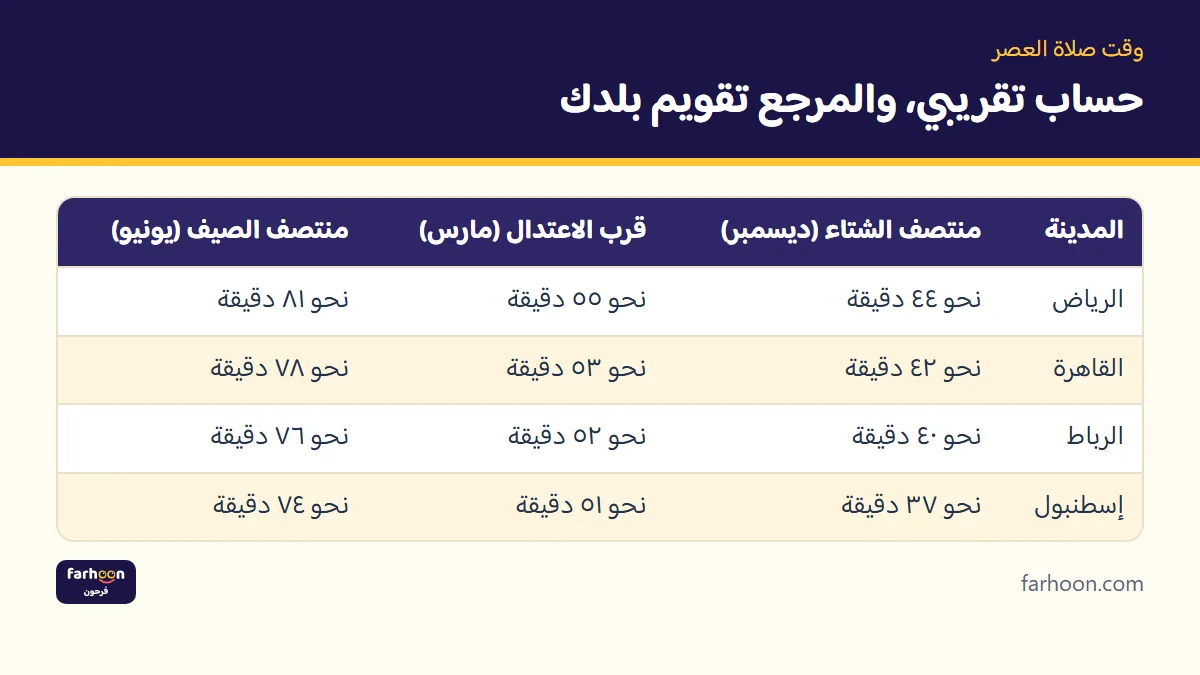 وقت صلاة العصر
حساب تقريبي، والمرجع تقويم بلدك
المدينة منتصف الشتاء (ديسمبر) قرب الاعتدال (مارس) منتصف الصيف (يونيو)
الرياض نحو ٤٤ دقيقة نحو ٥٥ دقيقة نحو ٨١ دقيقة
القاهرة نحو ٤٢ دقيقة نحو ٥٣ دقيقة نحو ٧٨ دقيقة
الرباط نحو ٤٠ دقيقة نحو ٥٢ دقيقة نحو ٧٦ دقيقة
إسطنبول نحو ٣٧ دقيقة نحو ٥١ دقيقة نحو ٧٤ دقيقة
farhoon.com
farhoon
فرحون